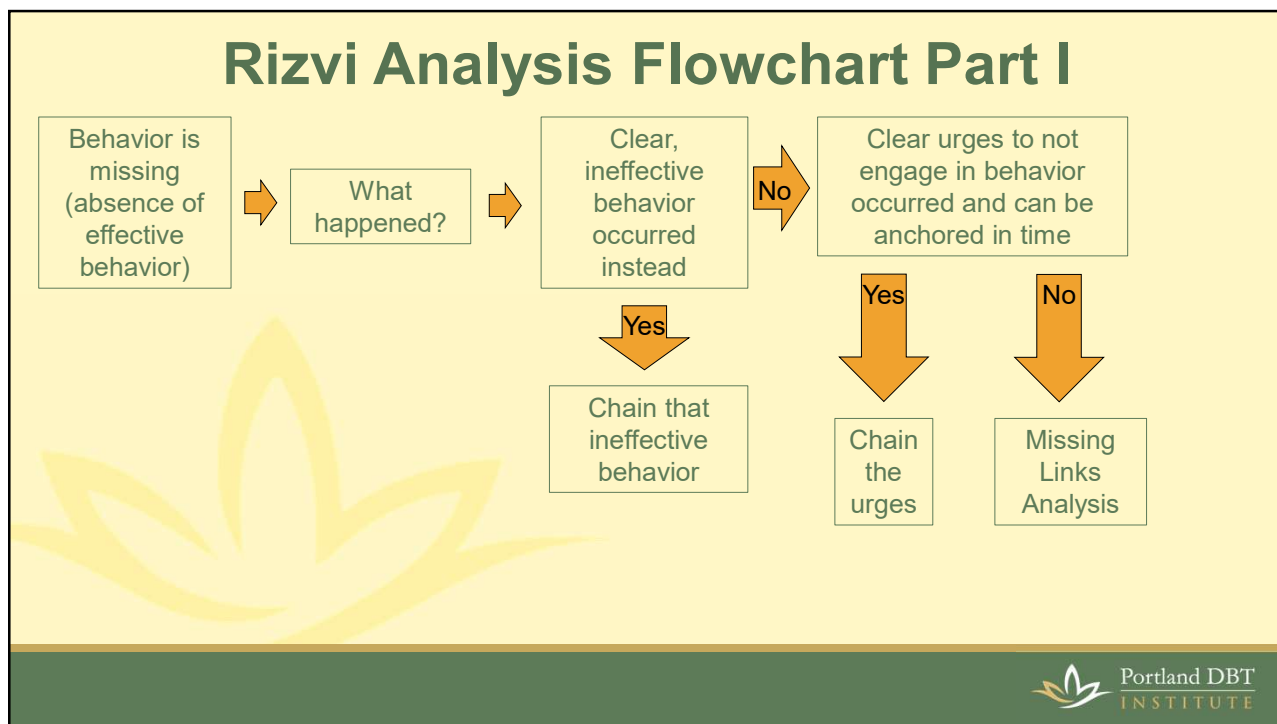 Rizvi Analysis Flowchart Part I
Behavior is
missing
(absence of
effective
behavior)
What
happened?
Clear,
ineffective
behavior
occurred
instead
No
Clear urges to not
engage in behavior
occurred and can be
anchored in time
Yes
Yes
No
Chain that
ineffective
behavior
Chain
the
urges
Missing
Links
Analysis
Portland DBT
INSTITUTE